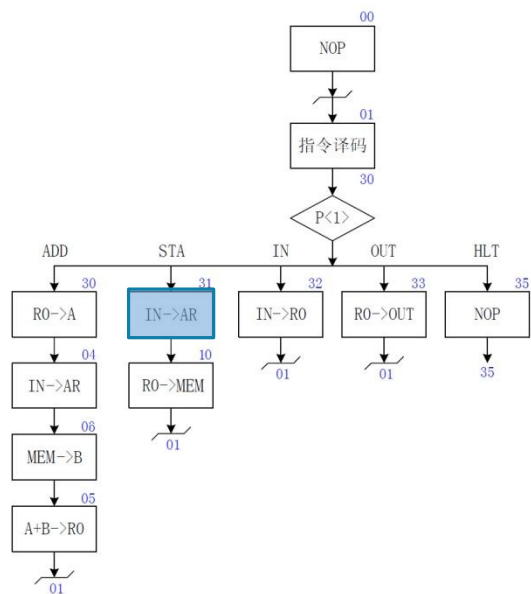 00
NOP
01
指令译码
30
P<1>
ADD STA IN OUT HLT
30 31 32 33 35
R0->A IN->AR IN->R0 R0->OUT NOP
04 10 01 01 35
IN->AR R0->MEM
06 01
MEM->B
05
A+B->R0
01